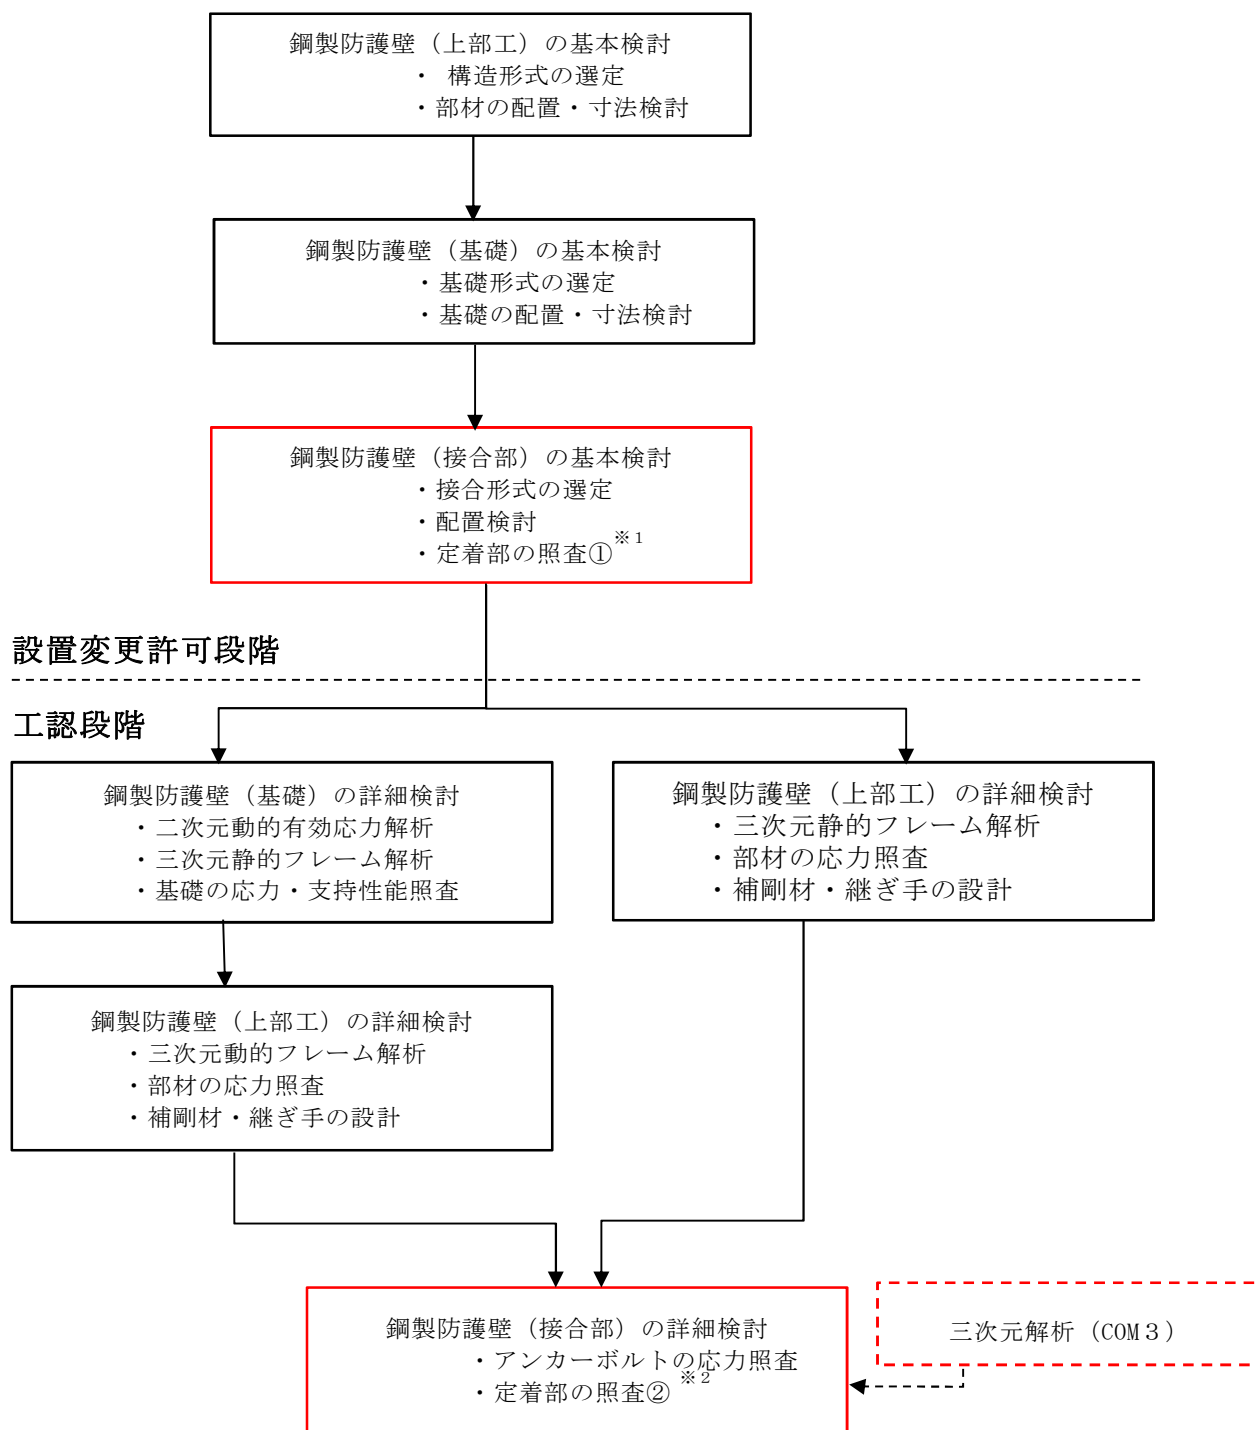 鋼製防護壁（上部工）の基本検討
・ 構造形式の選定
・部材の配置・寸法検討
鋼製防護壁（基礎）の基本検討
・基礎形式の選定
・基礎の配置・寸法検討
鋼製防護壁（接合部）の基本検討
・接合形式の選定
・配置検討
・定着部の照査①※１
設置変更許可段階
工認段階
鋼製防護壁（基礎）の詳細検討
・二次元動的有効応力解析
・三次元静的フレーム解析
・基礎の応力・支持性能照査
鋼製防護壁（上部工）の詳細検討
・三次元静的フレーム解析
・部材の応力照査
・補剛材・継ぎ手の設計
鋼製防護壁（上部工）の詳細検討
・三次元動的フレーム解析
・部材の応力照査
・補剛材・継ぎ手の設計
鋼製防護壁（接合部）の詳細検討
・アンカーボルトの応力照査
・定着部の照査②※２
三次元解析（COM３）